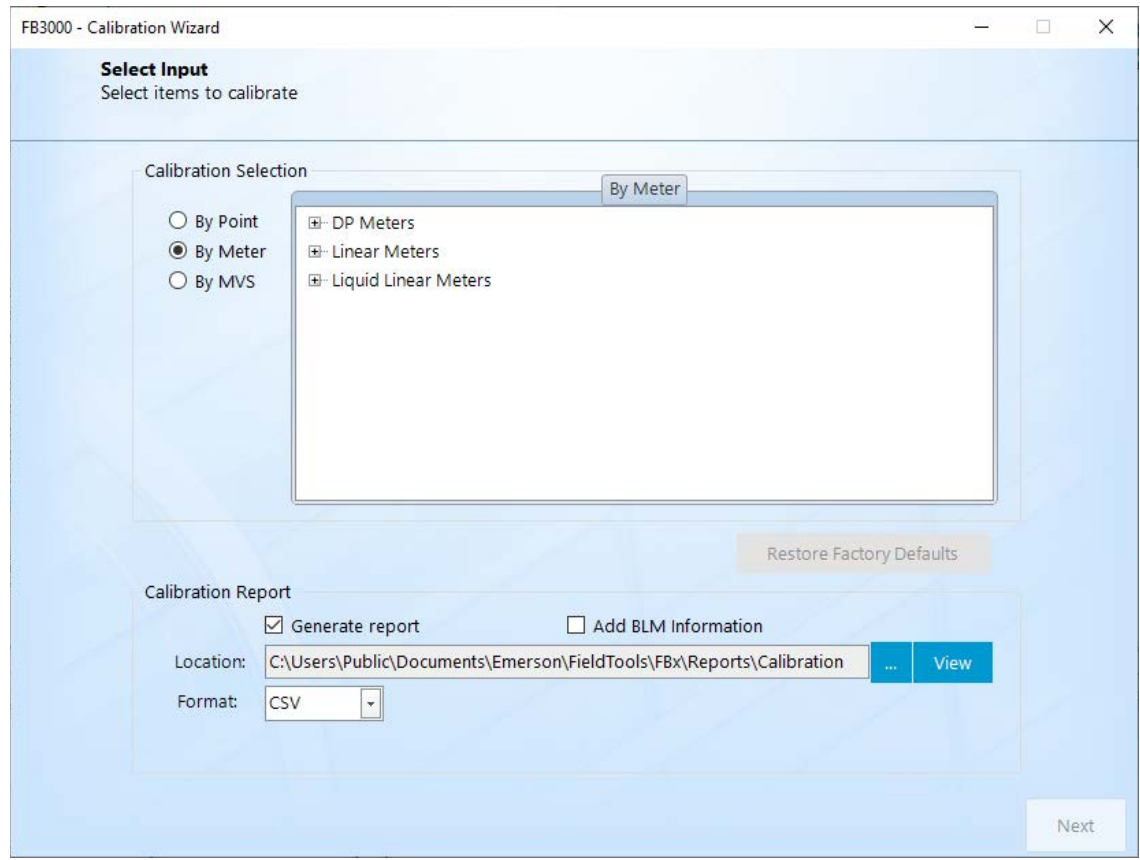 FB3000 - Calibration Wizard
Select Input
Select items to calibrate
Calibration Selection
By Meter
By Point
By Meter
By MVS
DP Meters
Linear Meters
Liquid Linear Meters
Restore Factory Defaults
Calibration Report
Generate report
Add BLM Information
Location:
C:\Users\Public\Documents\Emerson\FieldTools\FBx\Reports\Calibration
...
View
Format:
CSV
Next